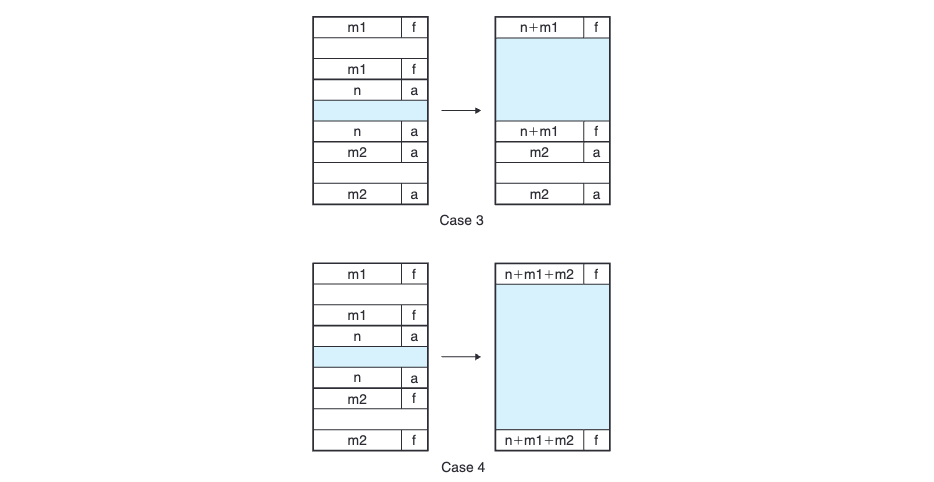 m1 f n+m1 f
m1 f
n a
n a n+m1 f
m2 a m2 a
m2 a m2 a
Case 3
m1 f n+m1+m2 f
m1 f
n a
n a
m2 f
m2 f n+m1+m2 f
Case 4